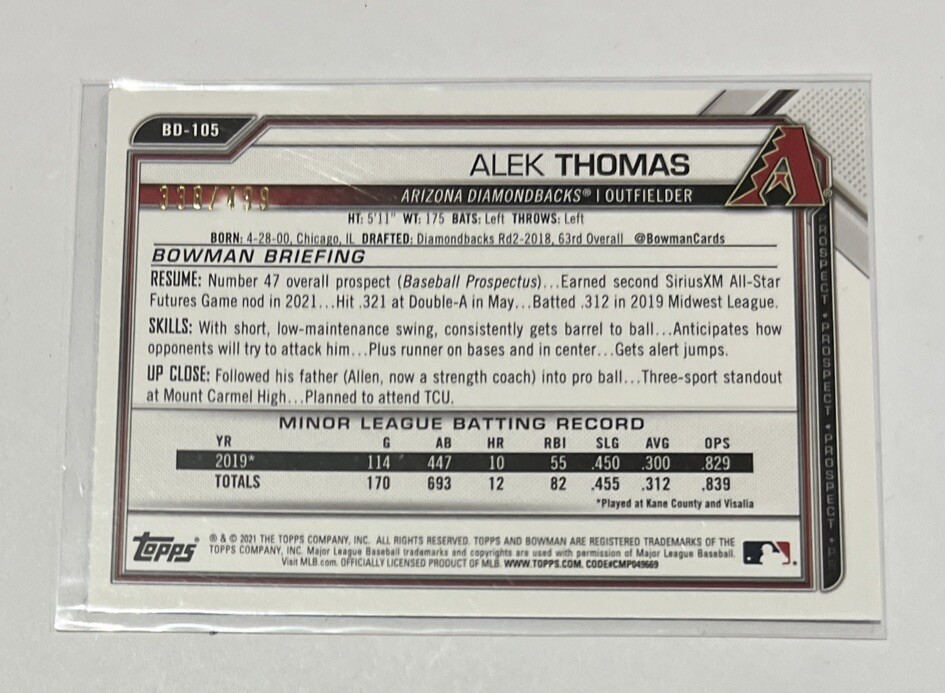 BD-105
ALEK THOMAS
338/499
ARIZONA DIAMONDBACKS® | OUTFIELDER
HT: 5'11" WT: 175 BATS: Left THROWS: Left
BORN: 4-28-00, Chicago, IL DRAFTED: Diamondbacks Rd2-2018, 63rd Overall @BowmanCards
BOWMAN BRIEFING
RESUME: Number 47 overall prospect (Baseball Prospectus)...Earned second SiriusXM All-Star
Futures Game nod in 2021...Hit .321 at Double-A in May...Batted .312 in 2019 Midwest League.
SKILLS: With short, low-maintenance swing, consistently gets barrel to ball...Anticipates how
opponents will try to attack him...Plus runner on bases and in center...Gets alert jumps.
UP CLOSE: Followed his father (Allen, now a strength coach) into pro ball...Three-sport standout
at Mount Carmel High...Planned to attend TCU.
MINOR LEAGUE BATTING RECORD
YR G AB HR RBI SLG AVG OPS
2019* 114 447 10 55 .450 .300 .829
TOTALS 170 693 12 82 .455 .312 .839
*Played at Kane County and Visalia
Topps
® & © 2021 THE TOPPS COMPANY, INC. ALL RIGHTS RESERVED. TOPPS AND BOWMAN ARE REGISTERED TRADEMARKS OF THE
TOPPS COMPANY, INC. Major League Baseball trademarks and copyrights are used with permission of Major League Baseball.
Visit MLB.com. OFFICIALLY LICENSED PRODUCT OF MLB. WWW.TOPPS.COM. CODE#CMP049669
PROSPECT • PROSPECT • PROSPECT • PR